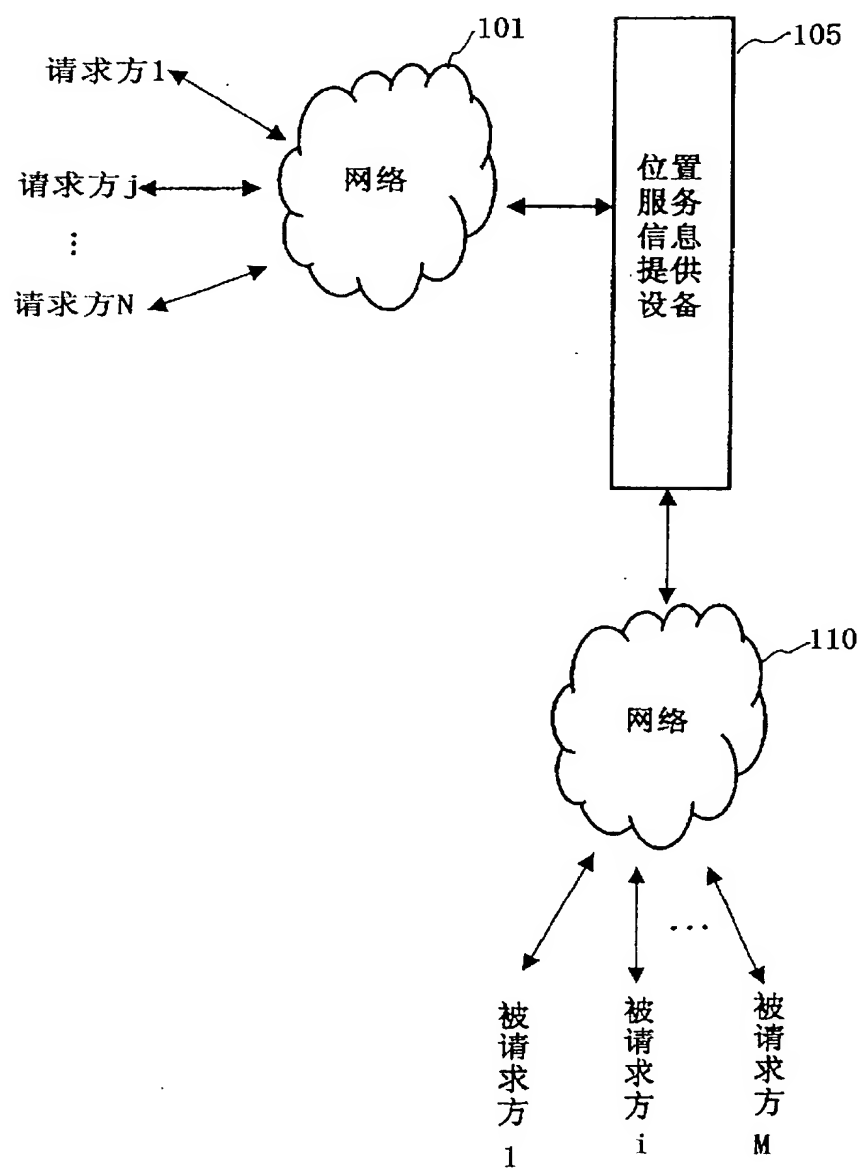 101
105
请求方1
请求方j
⋮
请求方N
网络
位置
服务
信息
提供
设备
110
网络
...
被请求方1
被请求方i
被请求方M